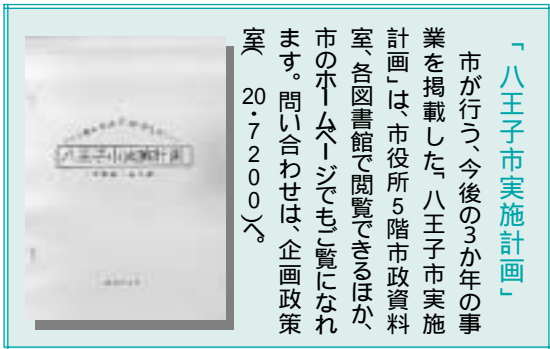 「八王子市実施計画」
市が行う、今後の3か年の事
業を掲載した「八王子市実施
計画」は、市役所5階市政資料
室、各図書館で閲覧できるほか、
市のホームページでもご覧になれ
ます。問い合わせは、企画政策
室(20・7200)へ。
八王子市実施計画